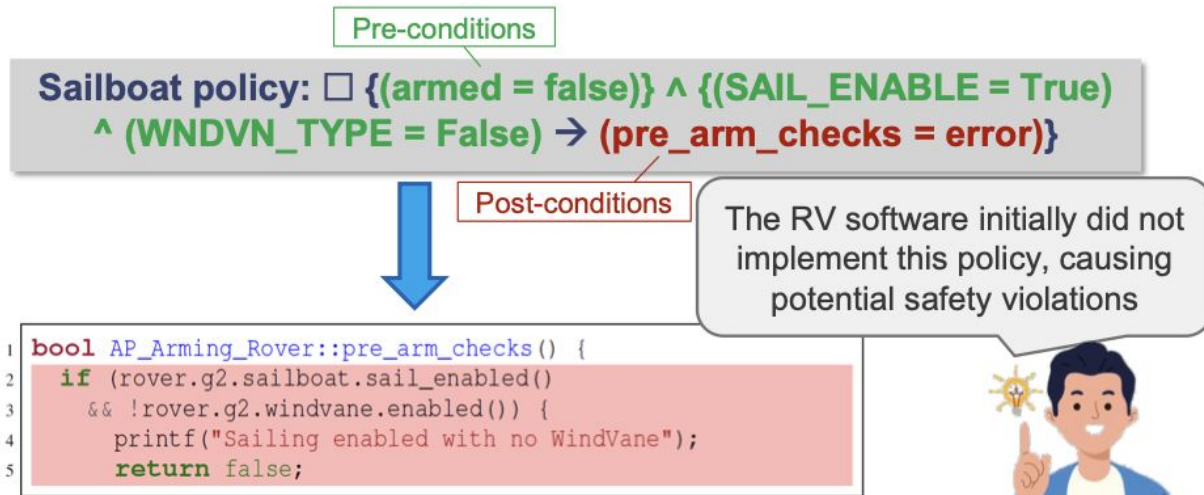 Pre-conditions
Sailboat policy: □ {(armed = false)} ∧ {(SAIL_ENABLE = True)
^ (WNDVN_TYPE = False) → (pre_arm_checks = error)}
Post-conditions
The RV software initially did not
implement this policy, causing
potential safety violations
1 bool AP_Arming_Rover::pre_arm_checks() {
2 if (rover.g2.sailboat.sail_enabled()
3 && !rover.g2.windvane.enabled()) {
4 printf("Sailing enabled with no WindVane");
5 return false;